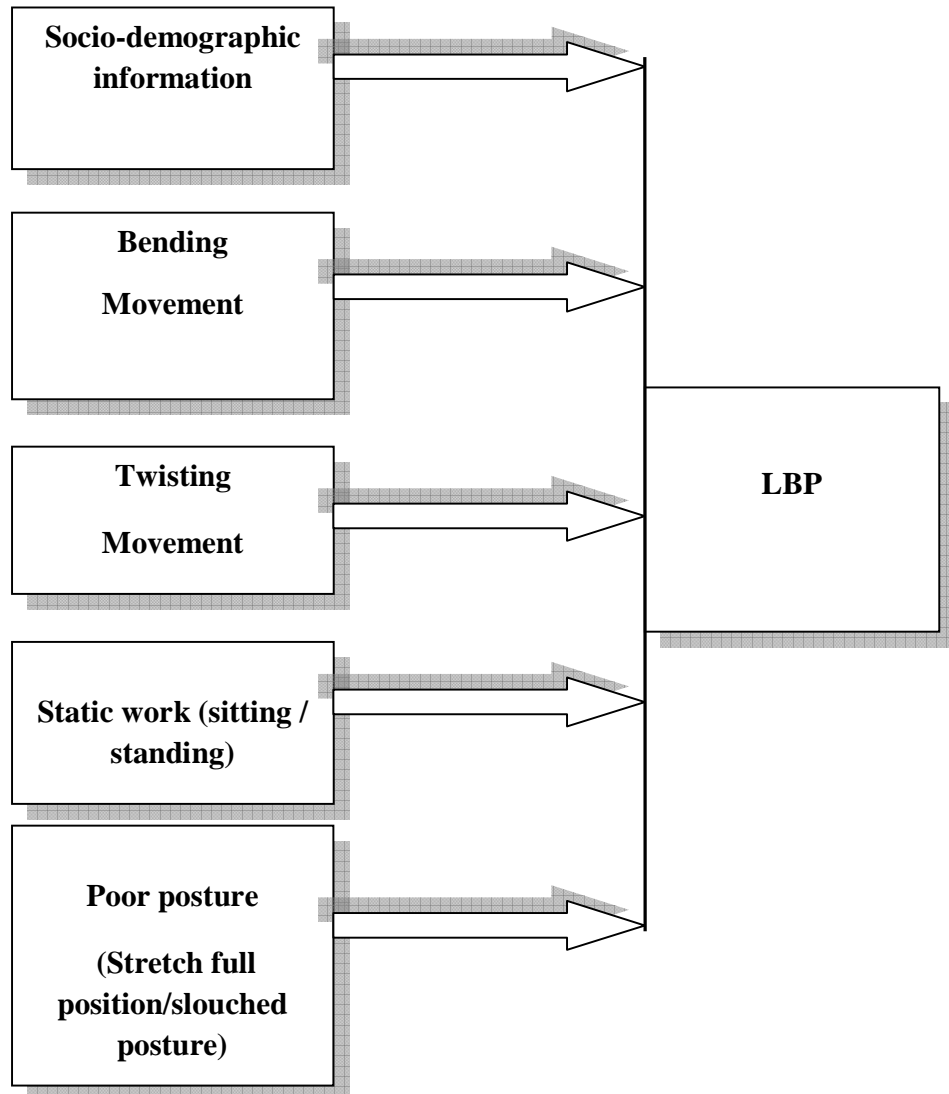 Socio-demographic
information
Bending
Movement
Twisting
Movement
LBP
Static work (sitting /
standing)
Poor posture
(Stretch full
position/slouched
posture)